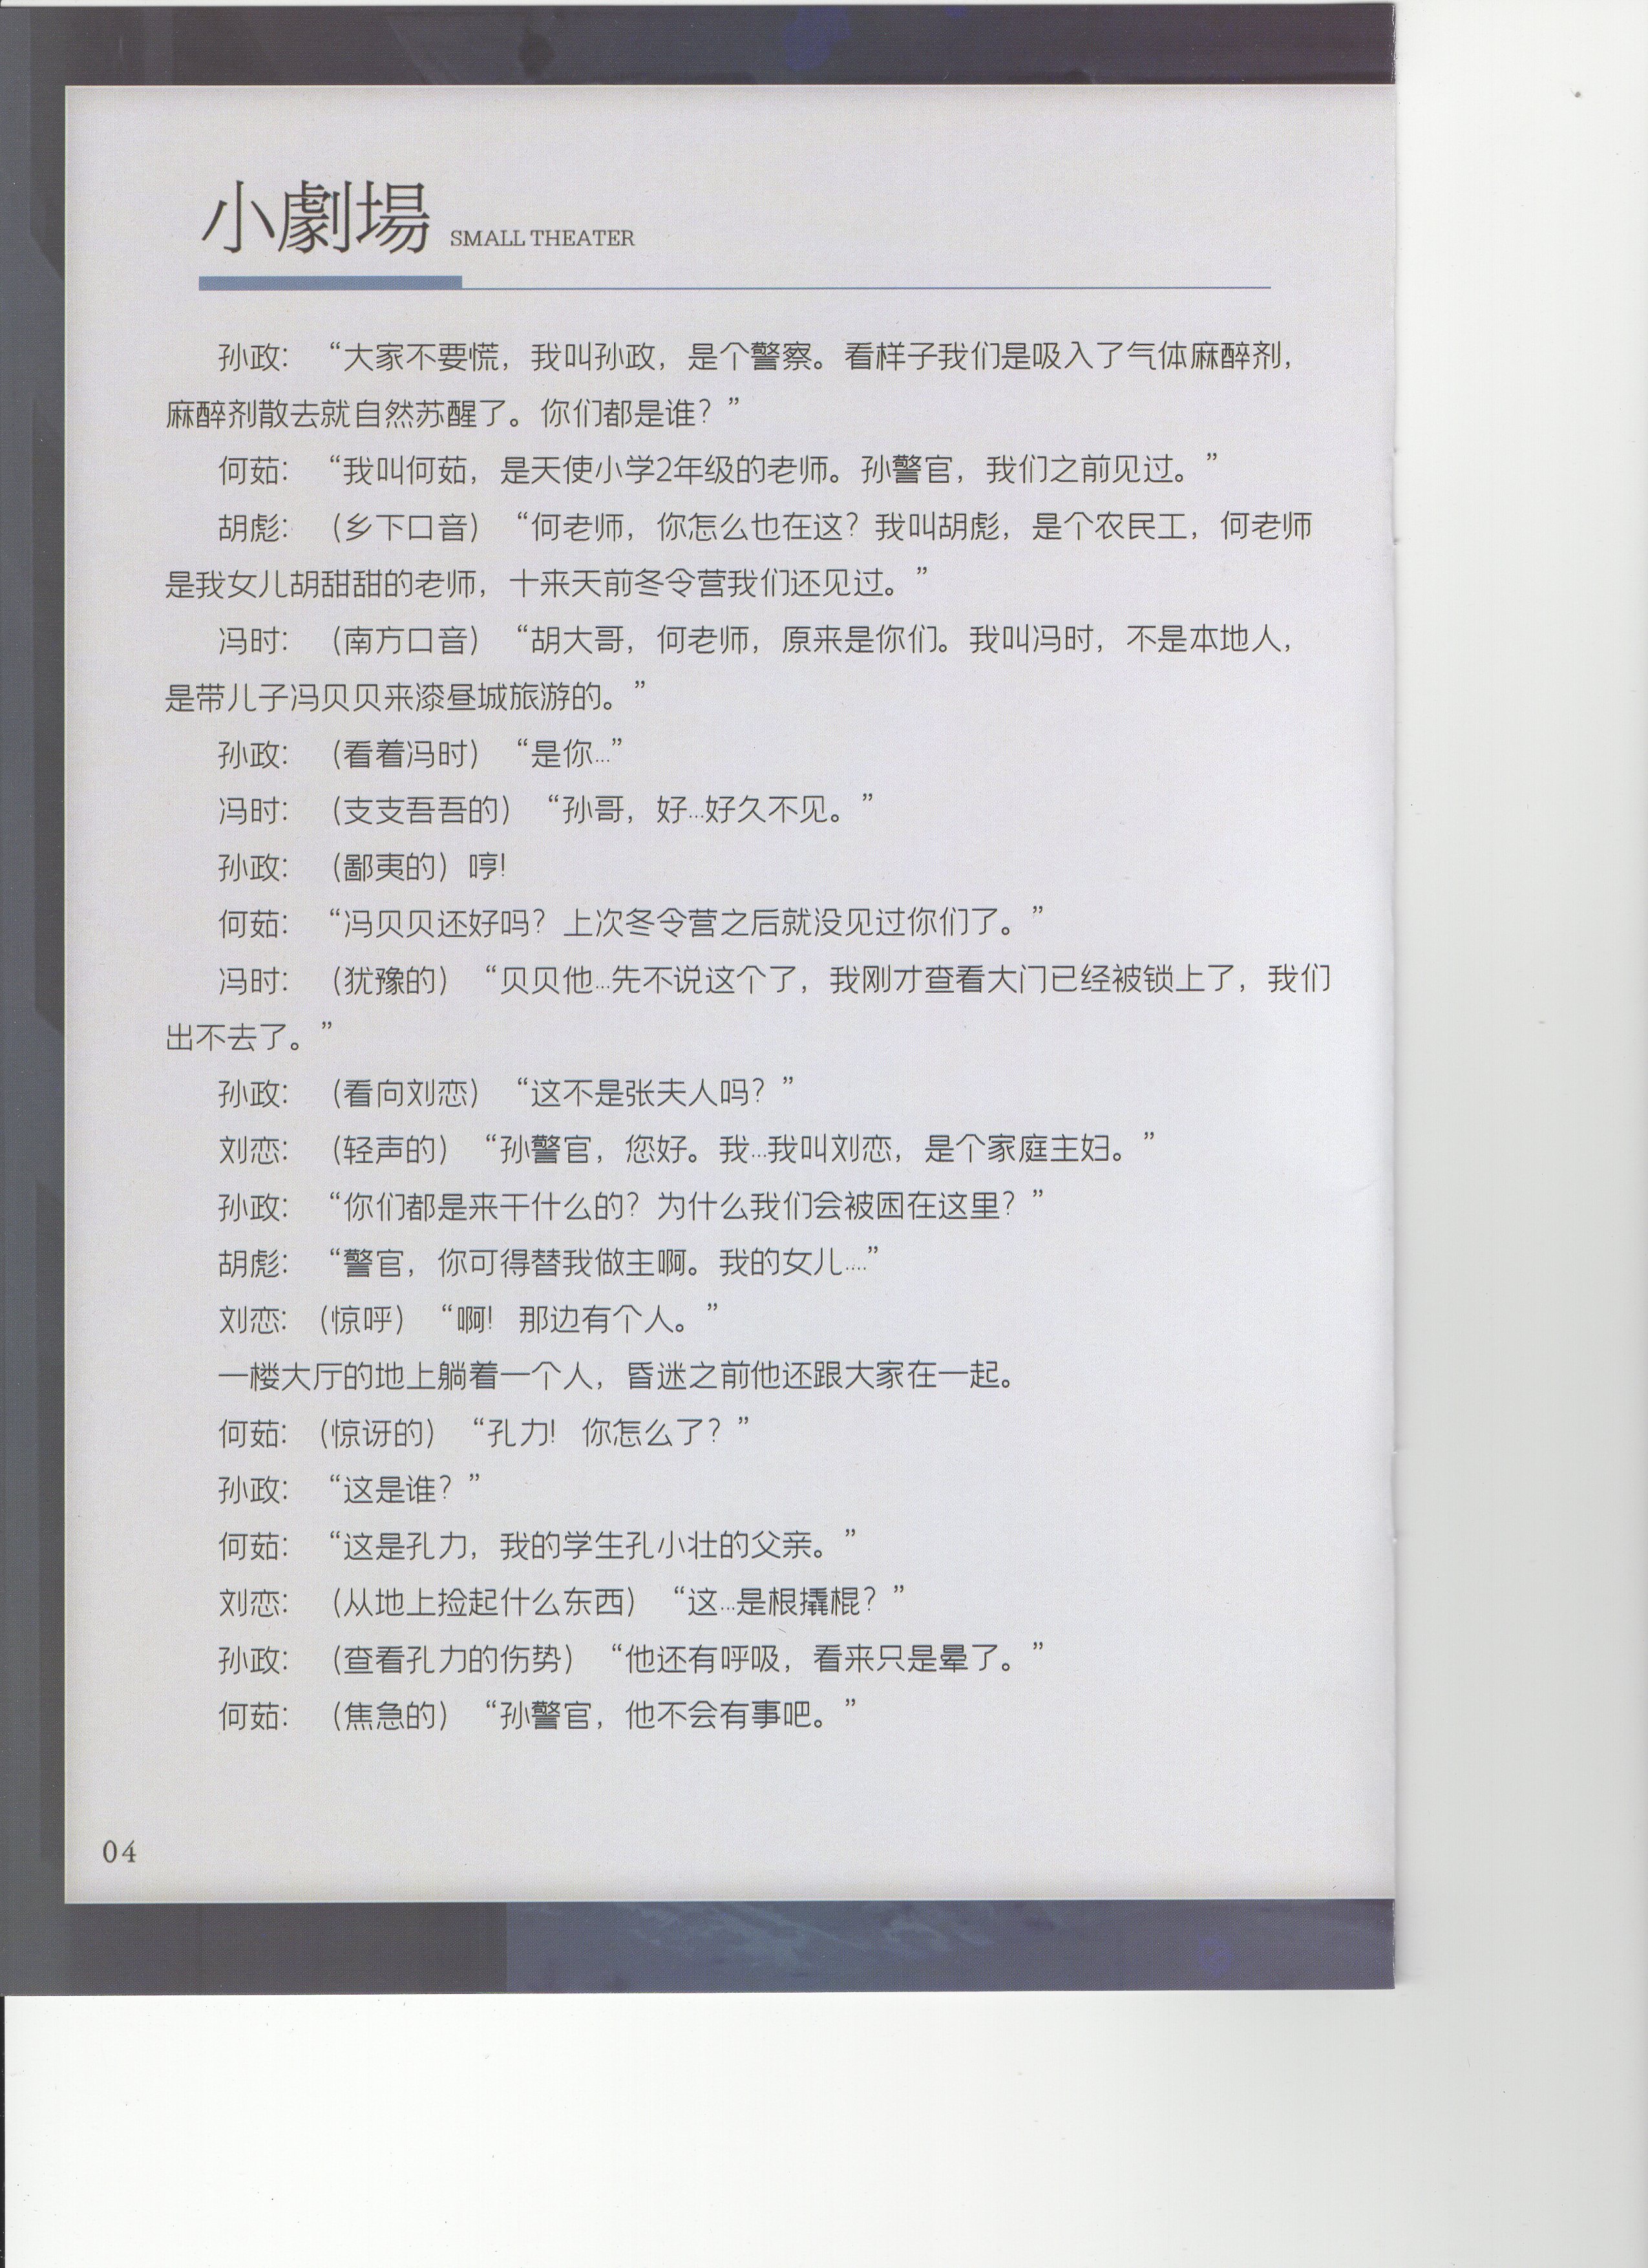 小劇場 SMALL THEATER
孙政：“大家不要慌，我叫孙政，是个警察。看样子我们是吸入了气体麻醉剂，
麻醉剂散去就自然苏醒了。你们都是谁？”
何茹：“我叫何茹，是天使小学2年级的老师。孙警官，我们之前见过。”
胡彪：（乡下口音）“何老师，你怎么也在这？我叫胡彪，是个农民工，何老师
是我女儿胡甜甜的老师，十来天前冬令营我们还见过。”
冯时：（南方口音）“胡大哥，何老师，原来是你们。我叫冯时，不是本地人，
是带儿子冯贝贝来漆昼城旅游的。”
孙政：（看着冯时）“是你...”
冯时：（支支吾吾的）“孙哥，好...好久不见。”
孙政：（鄙夷的）哼！
何茹：“冯贝贝还好吗？上次冬令营之后就没见过你们了。”
冯时：（犹豫的）“贝贝他...先不说这个了，我刚才查看大门已经被锁上了，我们
出不去了。”
孙政：（看向刘恋）“这不是张夫人吗？”
刘恋：（轻声的）“孙警官，您好。我...我叫刘恋，是个家庭主妇。”
孙政：“你们都是来干什么的？为什么我们会被困在这里？”
胡彪：“警官，你可得替我做主啊。我的女儿....”
刘恋：（惊呼）“啊！那边有个人。”
一楼大厅的地上躺着一个人，昏迷之前他还跟大家在一起。
何茹：（惊讶的）“孔力！你怎么了？”
孙政：“这是谁？”
何茹：“这是孔力，我的学生孔小壮的父亲。”
刘恋：（从地上捡起什么东西）“这...是根撬棍？”
孙政：（查看孔力的伤势）“他还有呼吸，看来只是晕了。”
何茹：（焦急的）“孙警官，他不会有事吧。”
04